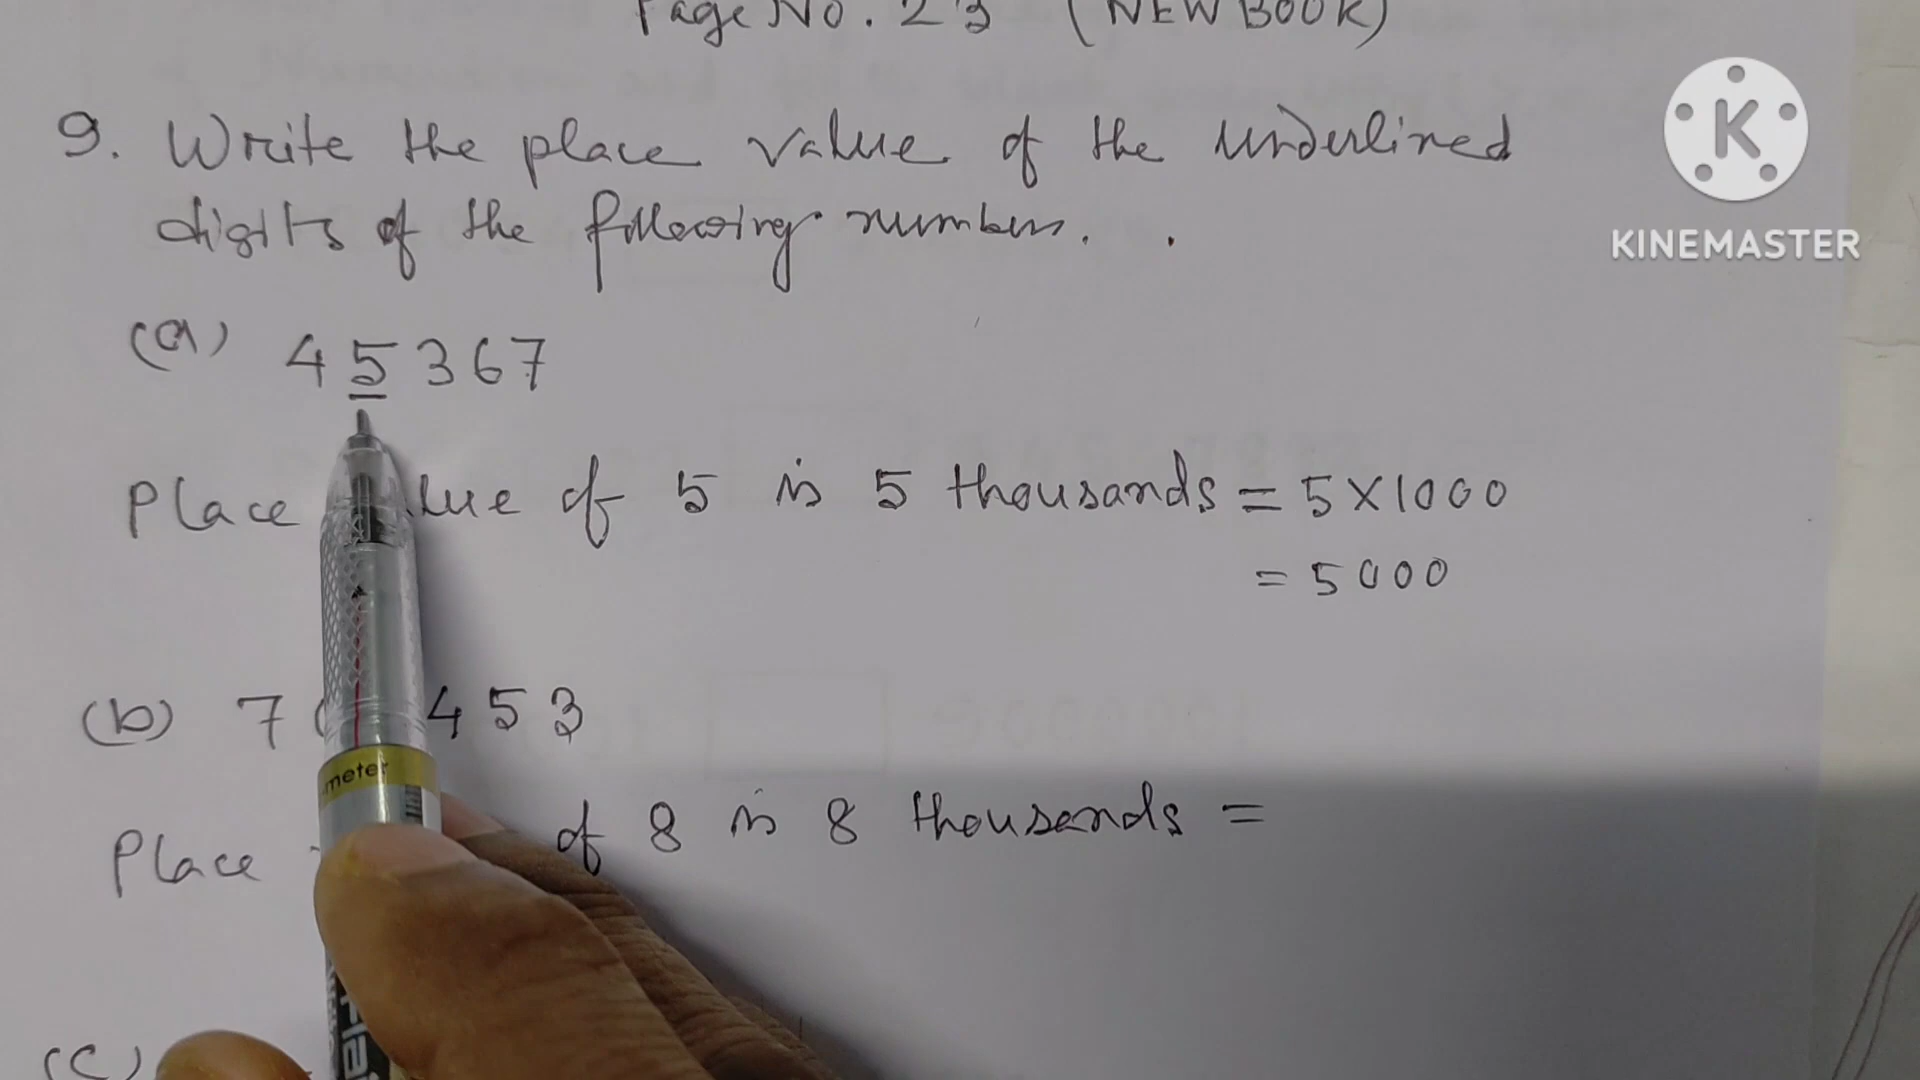 Page No. 23 (NEW BOOK)
9. Write the place value of the underlined
digits of the following numbers.
KINEMASTER
(a) 45367
Place value of 5 is 5 thousands = 5×1000
= 5000
(b) 7 453
Place of 8 is 8 thousands =
meter
(c)